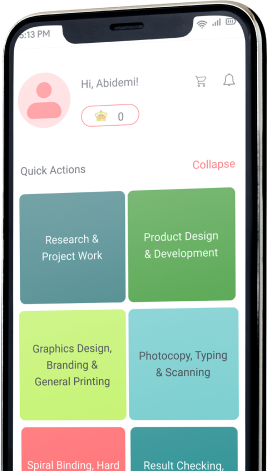 5:13 PM
Hi, Abidemi!
0
Quick Actions
Collapse
Research &
Project Work
Product Design
& Development
Graphics Design,
Branding &
General Printing
Photocopy, Typing
& Scanning
Spiral Binding, Hard
Result Checking,